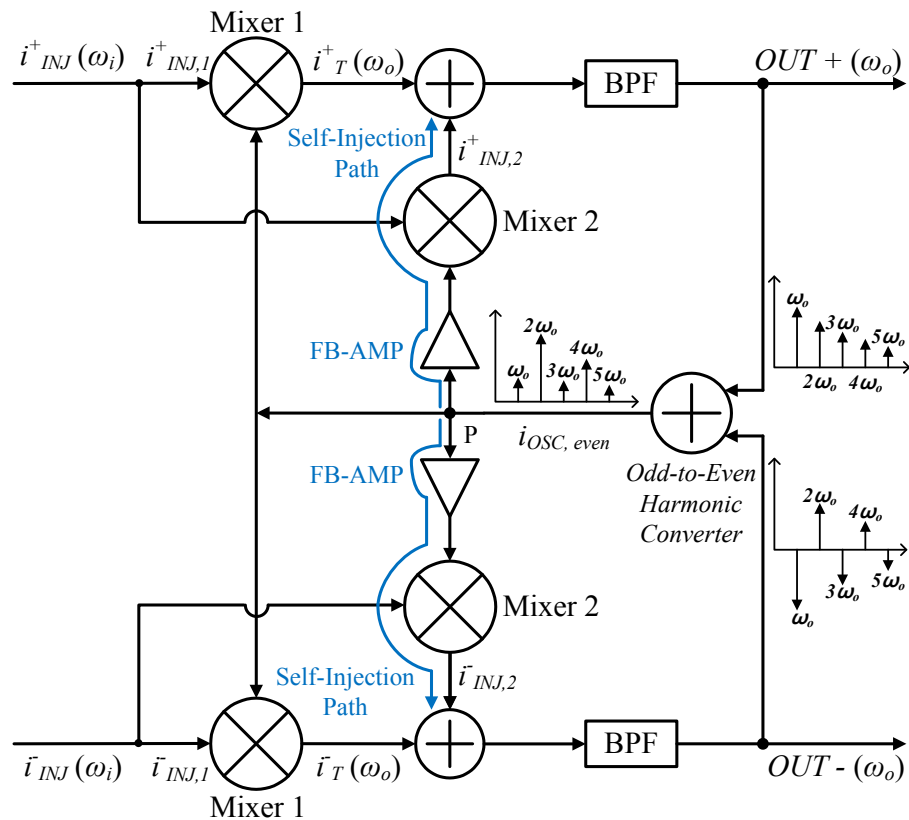 Mixer 1
i⁺INJ (ωi)
i⁺INJ,1
i⁺T (ωo)
BPF
OUT + (ωo)
Self-Injection
Path
i⁺INJ,2
Mixer 2
FB-AMP
ωo
2ωo
3ωo
4ωo
5ωo
ωo
2ωo
3ωo
4ωo
5ωo
P
iOSC, even
FB-AMP
Odd-to-Even
Harmonic
Converter
2ωo
4ωo
ωo
3ωo
5ωo
Mixer 2
Self-Injection
Path
i⁻INJ,2
i⁻INJ (ωi)
i⁻INJ,1
i⁻T (ωo)
BPF
OUT - (ωo)
Mixer 1